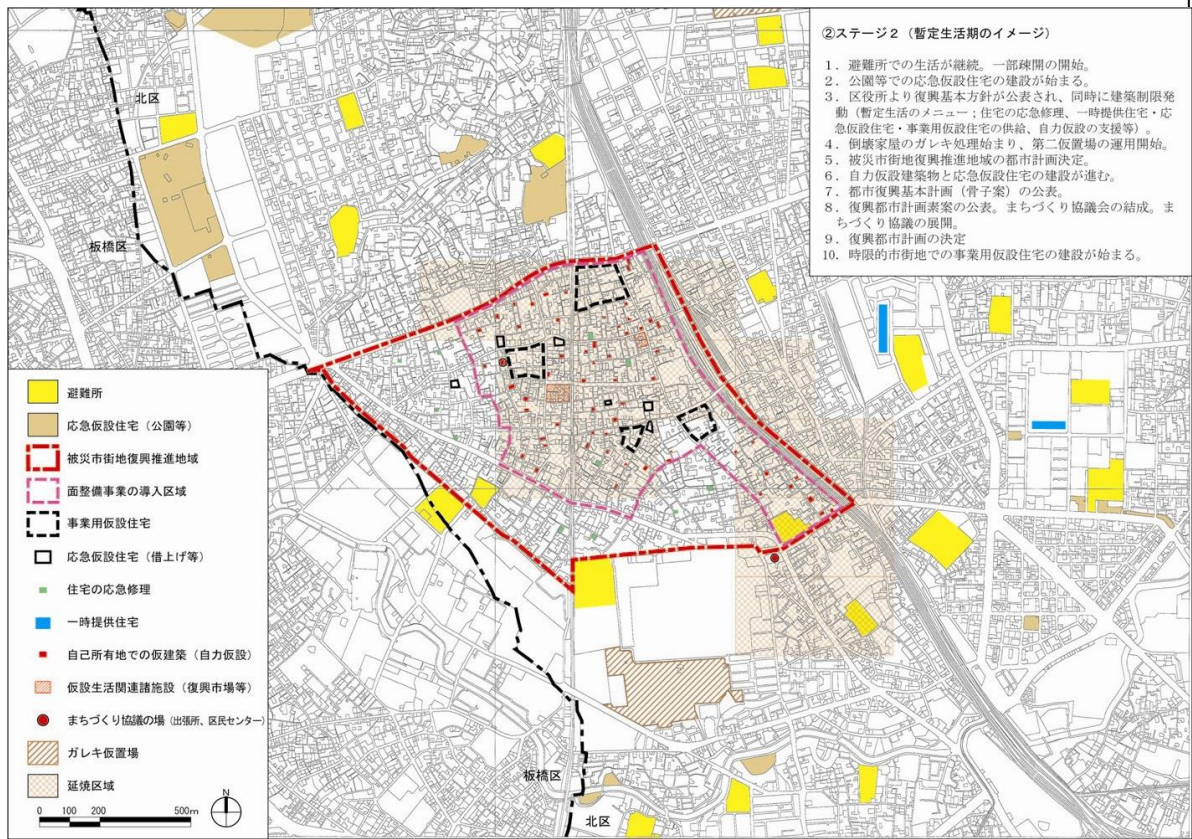 ②ステージ2（暫定生活期のイメージ）
1．避難所での生活が継続。一部疎開の開始。
2．公園等での応急仮設住宅の建設が始まる。
3．区役所より復興基本方針が公表され、同時に建築制限発
動（暫定生活のメニュー；住宅の応急修理、一時提供住宅・応
急仮設住宅・事業用仮設住宅の供給、自力仮設の支援等）。
4．倒壊家屋のガレキ処理始まり、第二仮置場の運用開始。
5．被災市街地復興推進地域の都市計画決定。
6．自力仮設建築物と応急仮設住宅の建設が進む。
7．都市復興基本計画（骨子案）の公表。
8．復興都市計画素案の公表。まちづくり協議会の結成。ま
ちづくり協議の展開。
9．復興都市計画の決定
10．時限的市街地での事業用仮設住宅の建設が始まる。
北区
板橋区
避難所
応急仮設住宅（公園等）
被災市街地復興推進地域
面整備事業の導入区域
事業用仮設住宅
応急仮設住宅（借上げ等）
住宅の応急修理
一時提供住宅
自己所有地での仮建築（自力仮設）
仮設生活関連諸施設（復興市場等）
まちづくり協議の場（出張所、区民センター）
ガレキ仮置場
延焼区域
0 100 200 500m
N
板橋区
北区